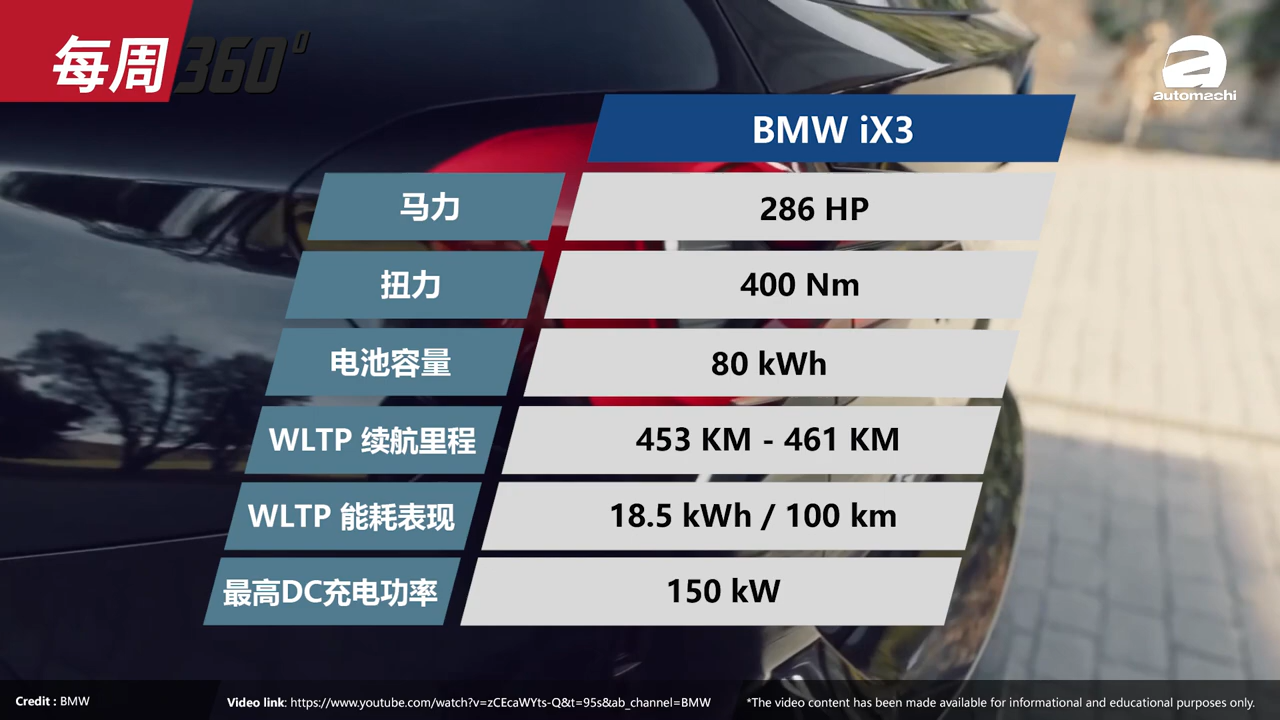 每周360⁰
automachi
BMW iX3
马力 286 HP
扭力 400 Nm
电池容量 80 kWh
WLTP 续航里程 453 KM - 461 KM
WLTP 能耗表现 18.5 kWh / 100 km
最高DC充电功率 150 kW
Credit : BMW
Video link: https://www.youtube.com/watch?v=zCEcaWYts-Q&t=95s&ab_channel=BMW
*The video content has been made available for informational and educational purposes only.